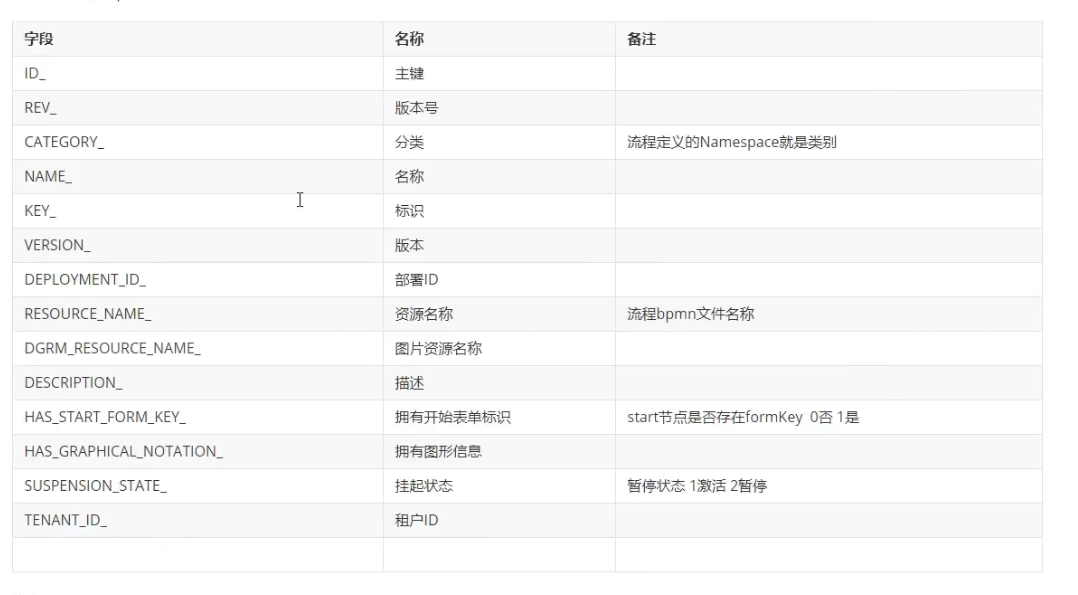 字段 名称 备注
ID_ 主键
REV_ 版本号
CATEGORY_ 分类 流程定义的Namespace就是类别
NAME_ 名称
KEY_ 标识
VERSION_ 版本
DEPLOYMENT_ID_ 部署ID
RESOURCE_NAME_ 资源名称 流程bpmn文件名称
DGRM_RESOURCE_NAME_ 图片资源名称
DESCRIPTION_ 描述
HAS_START_FORM_KEY_ 拥有开始表单标识 start节点是否存在formKey 0否 1是
HAS_GRAPHICAL_NOTATION_ 拥有图形信息
SUSPENSION_STATE_ 挂起状态 暂停状态 1激活 2暂停
TENANT_ID_ 租户ID